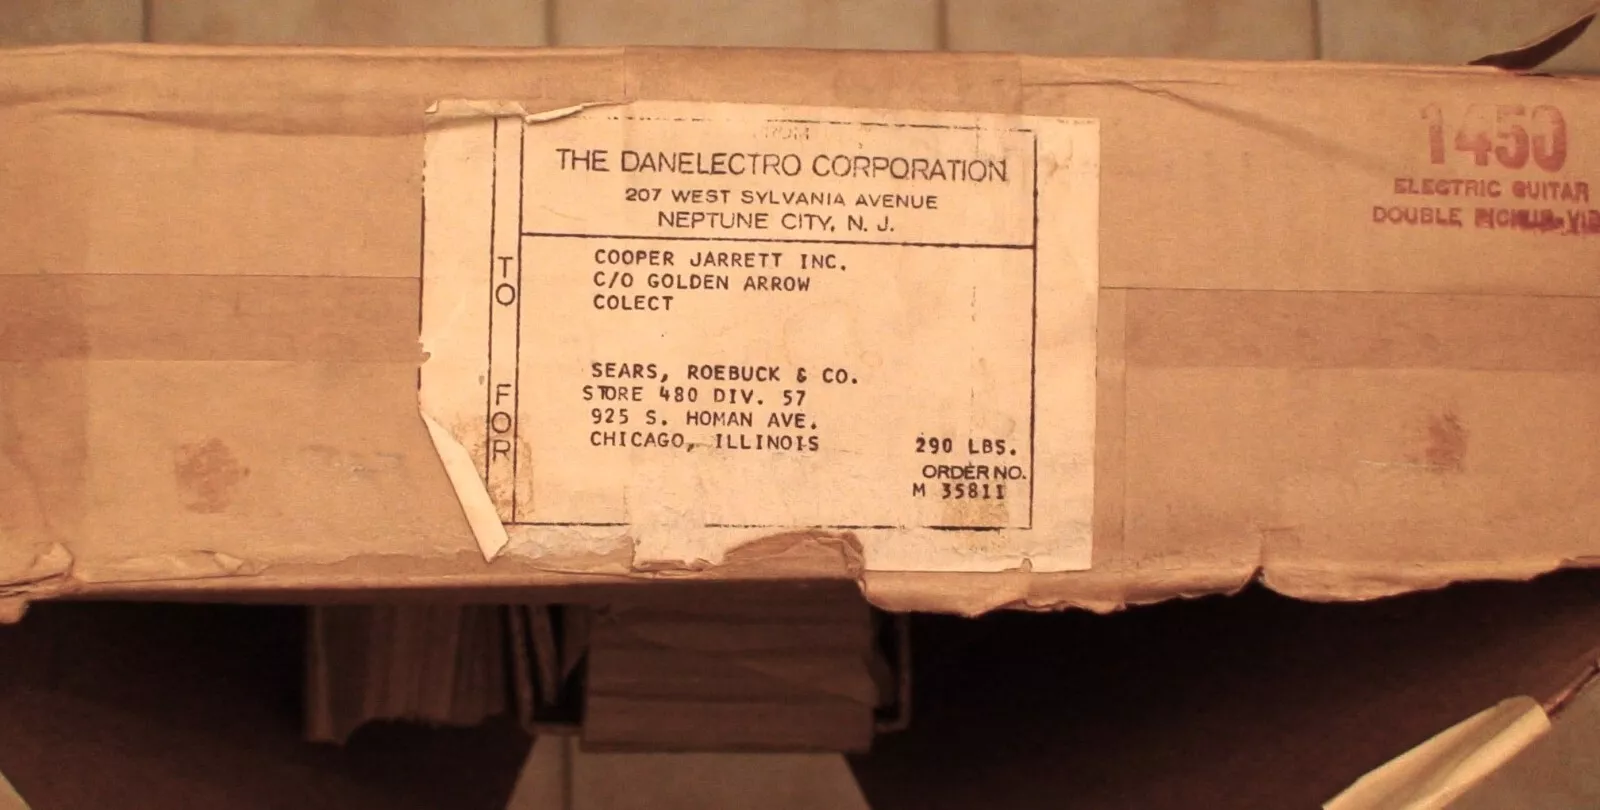 FROM
THE DANELECTRO CORPORATION
207 WEST SYLVANIA AVENUE
NEPTUNE CITY, N. J.
TO
COOPER JARRETT INC.
C/O GOLDEN ARROW
COLECT
FOR
SEARS, ROEBUCK & CO.
STORE 480 DIV. 57
925 S. HOMAN AVE.
CHICAGO, ILLINOIS
290 LBS.
ORDER NO.
M 35811
1450
ELECTRIC GUITAR
DOUBLE PICKUP